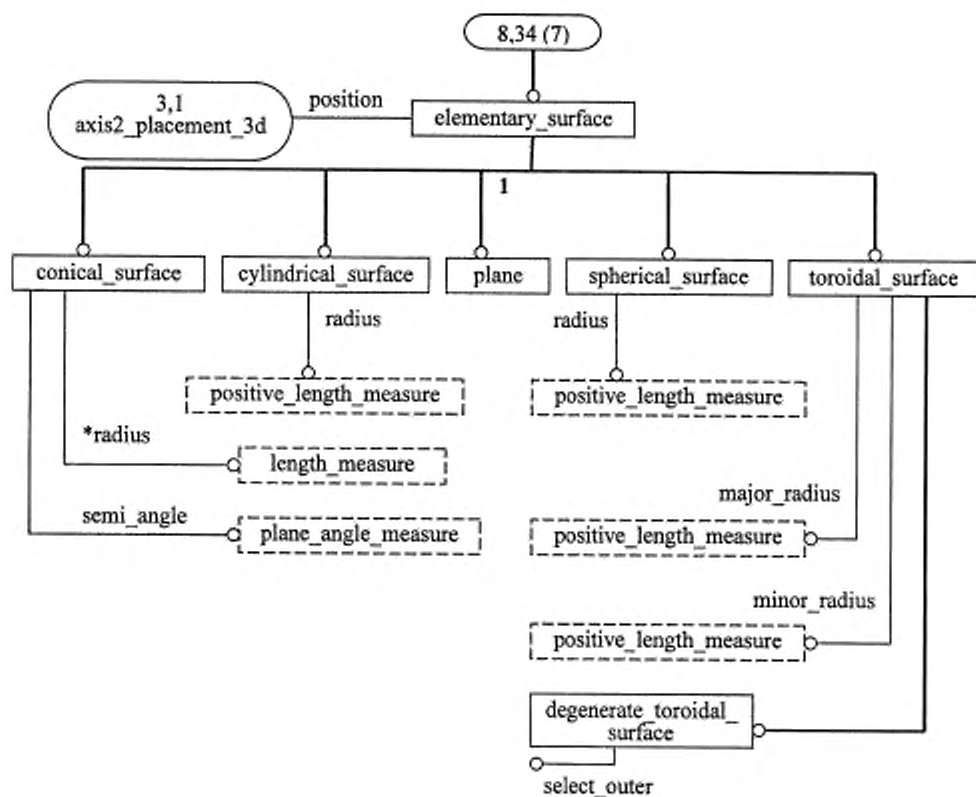 8,34 (7)
3,1
axis2_placement_3d
position
elementary_surface
1
conical_surface
cylindrical_surface
plane
spherical_surface
toroidal_surface
radius
radius
positive_length_measure
positive_length_measure
*radius
length_measure
major_radius
semi_angle
plane_angle_measure
positive_length_measure
minor_radius
positive_length_measure
degenerate_toroidal_
surface
select_outer